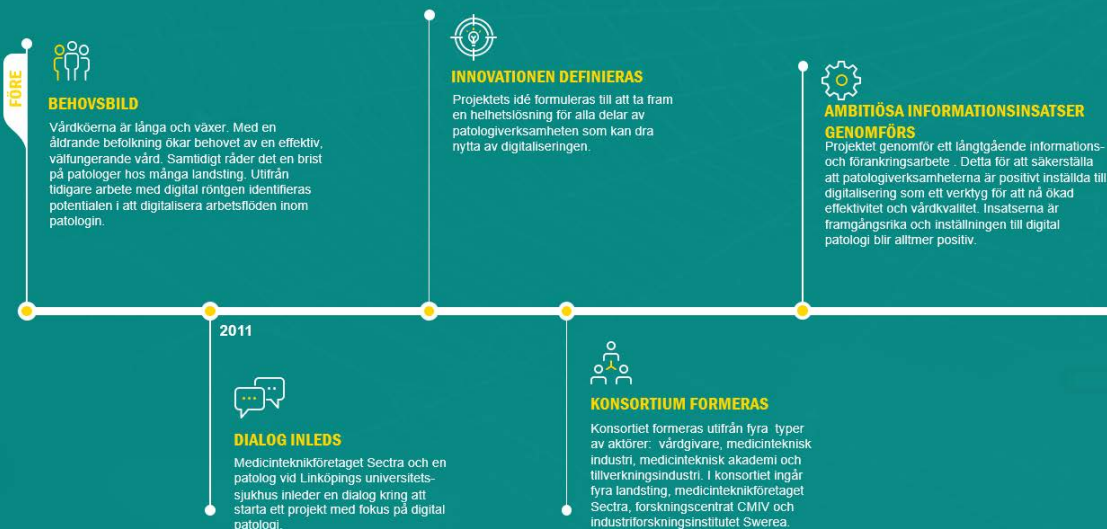 FÖRE
BEHOVSBILD
Vårdköerna är långa och växer. Med en
åldrande befolkning ökar behovet av en effektiv,
välfungerande vård. Samtidigt råder det en brist
på patologer hos många landsting. Utifrån
tidigare arbete med digital röntgen identifieras
potentialen i att digitalisera arbetsflöden inom
patologin.
2011
DIALOG INLEDS
Medicinteknikföretaget Sectra och en
patolog vid Linköpings universitets-
sjukhus inleder en dialog kring att
starta ett projekt med fokus på digital
patologi.
INNOVATIONEN DEFINIERAS
Projektets idé formuleras till att ta fram
en helhetslösning för alla delar av
patologiverksamheten som kan dra
nytta av digitaliseringen.
KONSORTIUM FORMERAS
Konsortiet formeras utifrån fyra typer
av aktörer: vårdgivare, medicinteknisk
industri, medicinteknisk akademi och
tillverkningsindustri. I konsortiet ingår
fyra landsting, medicinteknikföretaget
Sectra, forskningscentrat CMIV och
industriforskningsinstitutet Swerea.
AMBITIÖSA INFORMATIONSINSATSER
GENOMFÖRS
Projektet genomför ett långtgående informations-
och förankringsarbete . Detta för att säkerställa
att patologiverksamheterna är positivt inställda till
digitalisering som ett verktyg för att nå ökad
effektivitet och vårdkvalitet. Insatserna är
framgångsrika och inställningen till digital
patologi blir alltmer positiv.